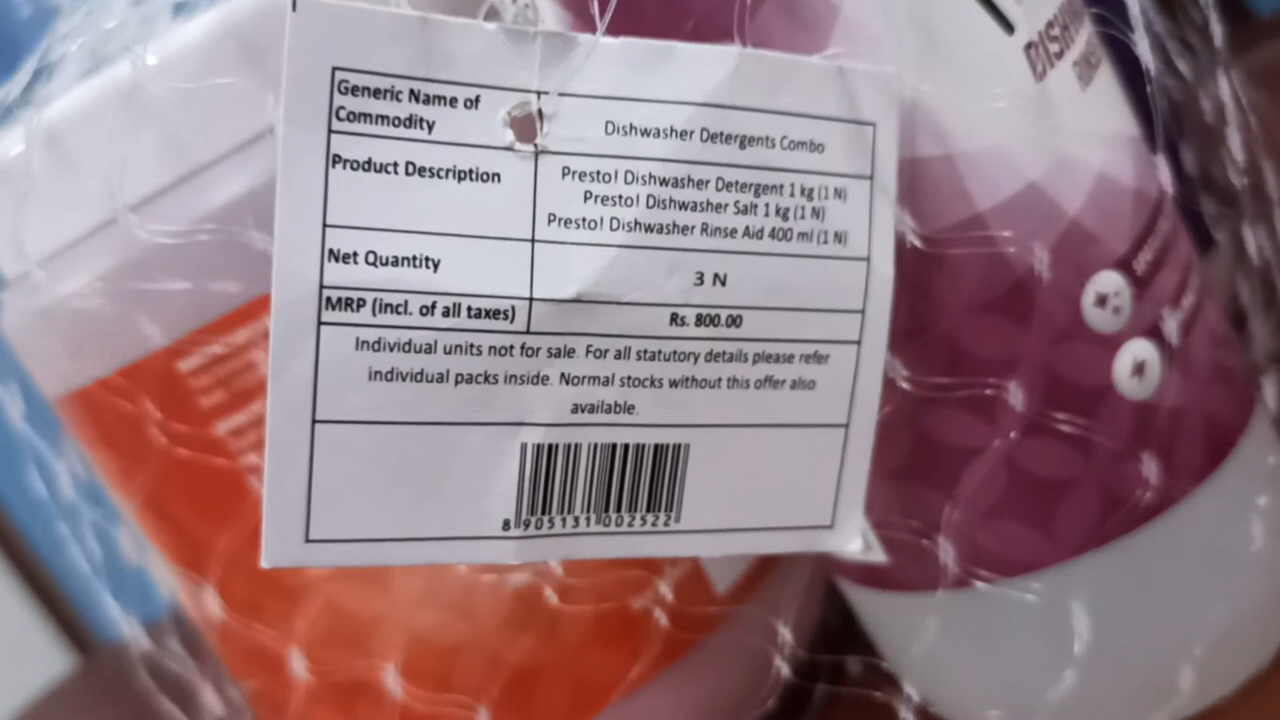 Generic Name of
Commodity
Dishwasher Detergents Combo
Product Description
Presto! Dishwasher Detergent 1 kg (1 N)
Presto! Dishwasher Salt 1 kg (1 N)
Presto! Dishwasher Rinse Aid 400 ml (1 N)
Net Quantity
3 N
MRP (incl. of all taxes)
Rs. 800.00
Individual units not for sale. For all statutory details please refer
individual packs inside. Normal stocks without this offer also
available.
8 905131 002522